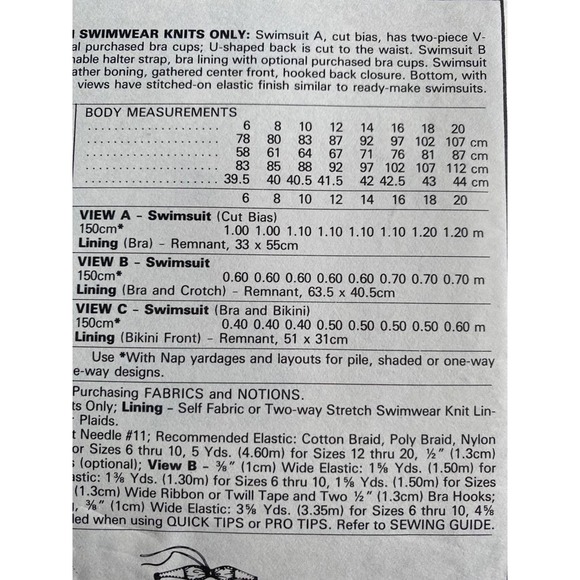 SWIMWEAR KNITS ONLY: Swimsuit A, cut bias, has two-piece V-
al purchased bra cups; U-shaped back is cut to the waist. Swimsuit B
nable halter strap, bra lining with optional purchased bra cups. Swimsuit
ather boning, gathered center front, hooked back closure. Bottom, with
views have stitched-on elastic finish similar to ready-make swimsuits.
BODY MEASUREMENTS
6 8 10 12 14 16 18 20
78 80 83 87 92 97 102 107 cm
58 61 64 67 71 76 81 87 cm
83 85 88 92 97 102 107 112 cm
39.5 40 40.5 41.5 42 42.5 43 44 cm
6 8 10 12 14 16 18 20
VIEW A - Swimsuit (Cut Bias)
150cm* 1.00 1.00 1.10 1.10 1.10 1.10 1.20 1.20 m
Lining (Bra) - Remnant, 33 x 55cm
VIEW B - Swimsuit
150cm* 0.60 0.60 0.60 0.60 0.60 0.70 0.70 0.70 m
Lining (Bra and Crotch) - Remnant, 63.5 x 40.5cm
VIEW C - Swimsuit (Bra and Bikini)
150cm* 0.40 0.40 0.40 0.50 0.50 0.50 0.50 0.60 m
Lining (Bikini Front) - Remnant, 51 x 31cm
Use *With Nap yardages and layouts for pile, shaded or one-way
e-way designs.
Purchasing FABRICS and NOTIONS.
ts Only; Lining - Self Fabric or Two-way Stretch Swimwear Knit Lin-
Plaids.
t Needle #11; Recommended Elastic: Cotton Braid, Poly Braid, Nylon
or Sizes 6 thru 10, 5 Yds. (4.60m) for Sizes 12 thru 20, ½" (1.3cm)
s (optional); View B - ⅜" (1cm) Wide Elastic: 1⅝ Yds. (1.50m) for
astic: 1⅜ Yds. (1.30m) for Sizes 6 thru 10, 1⅝ Yds. (1.50m) for Sizes
(1.3cm) Wide Ribbon or Twill Tape and Two ½" (1.3cm) Bra Hooks;
, ⅜" (1cm) Wide Elastic: 3⅝ Yds. (3.35m) for Sizes 6 thru 10, 4⅝
led when using QUICK TIPS or PRO TIPS. Refer to SEWING GUIDE.